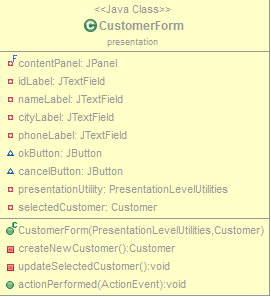 <<Java Class>>
C CustomerForm
presentation
F contentPanel: JPanel
idLabel: JTextField
nameLabel: JTextField
cityLabel: JTextField
phoneLabel: JTextField
okButton: JButton
cancelButton: JButton
presentationUtility: PresentationLevelUtilities
selectedCustomer: Customer
C CustomerForm(PresentationLevelUtilities,Customer)
createNewCustomer():Customer
updateSelectedCustomer():void
actionPerformed(ActionEvent):void